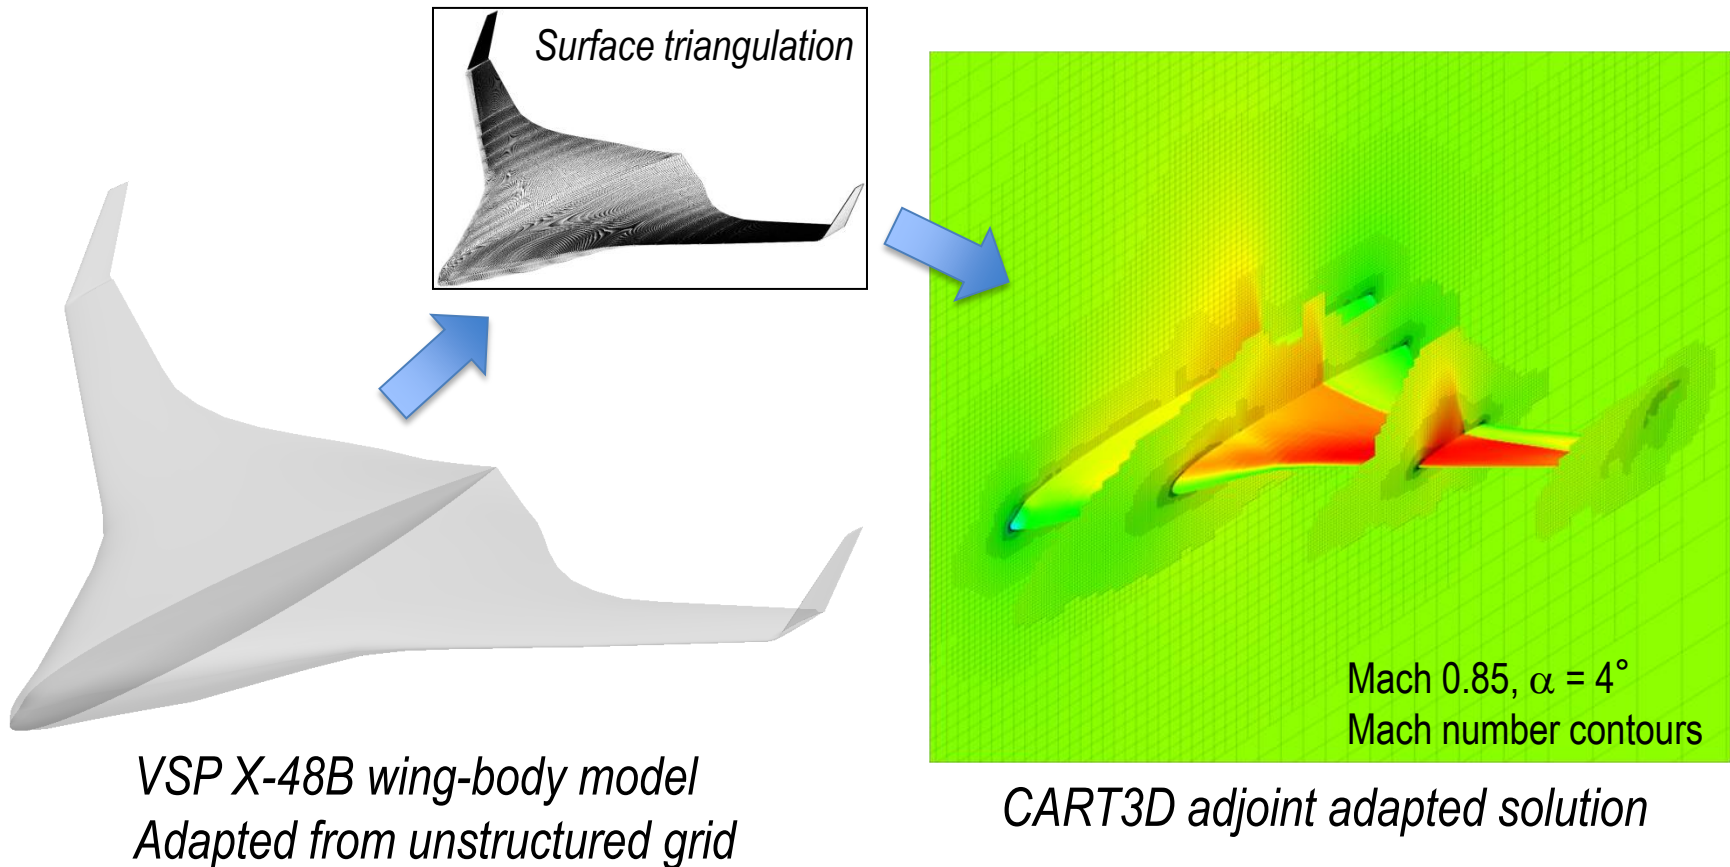 Surface triangulation
Mach 0.85, α = 4°
Mach number contours
VSP X-48B wing-body model
Adapted from unstructured grid
CART3D adjoint adapted solution